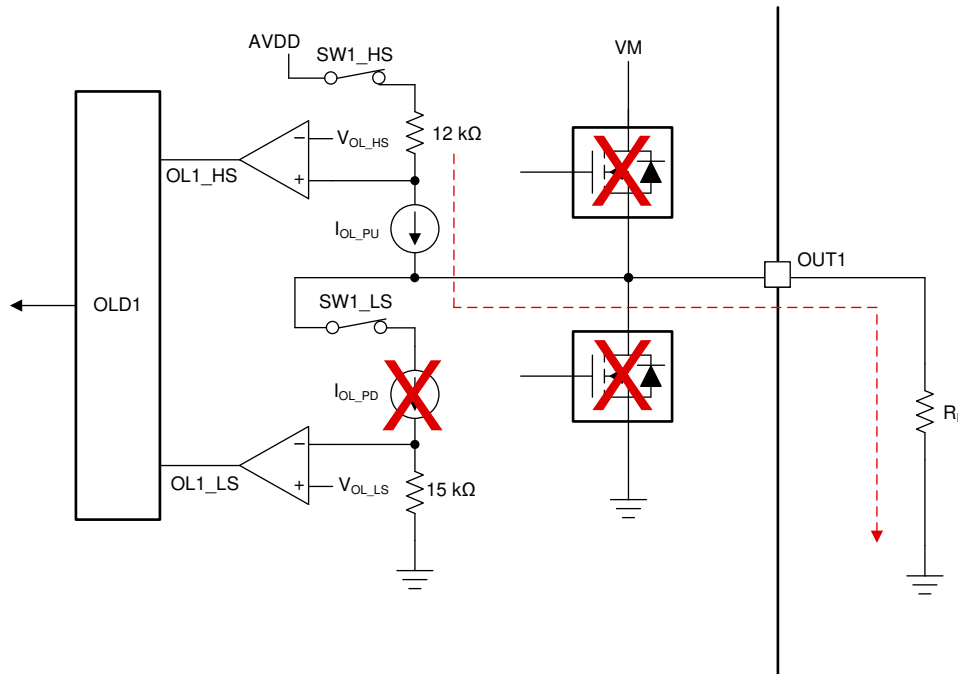 AVDD
SW1_HS
VM
12 kΩ
V_OL_HS
−
+
OL1_HS
I_OL_PU
OUT1
OLD1
SW1_LS
I_OL_PD
−
+
OL1_LS
V_OL_LS
15 kΩ